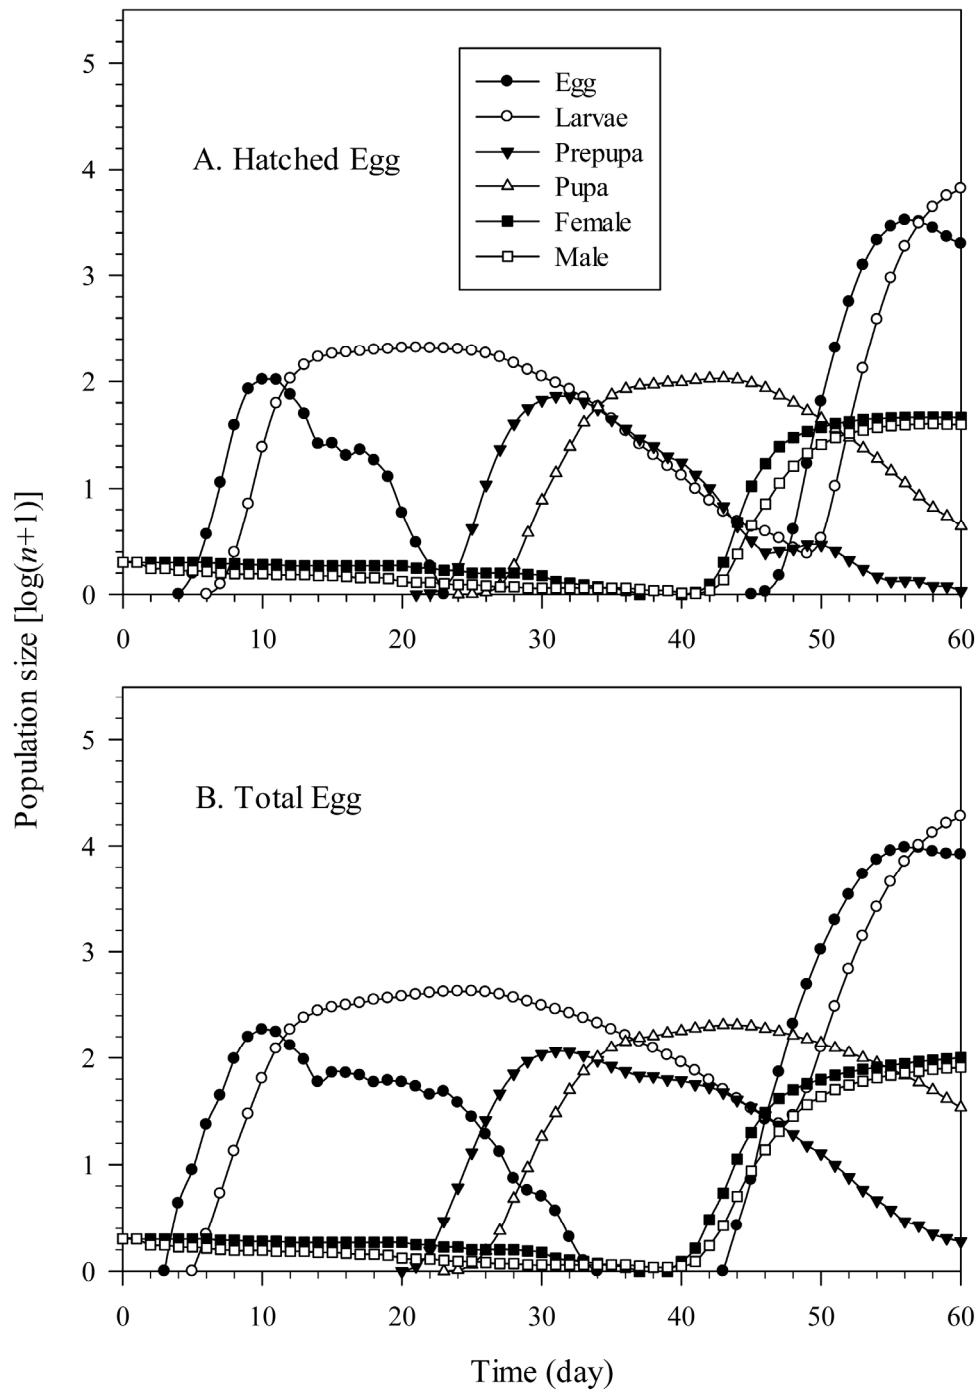 5
4
3
2
1
0
A. Hatched Egg
Egg
Larvae
Prepupa
Pupa
Female
Male
0 10 20 30 40 50 60
Population size [log(n+1)]
5
4
3
2
1
0
B. Total Egg
0 10 20 30 40 50 60
Time (day)